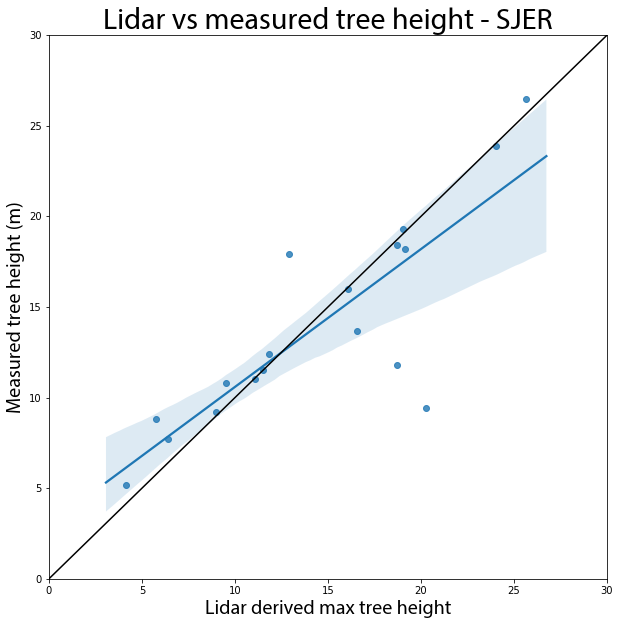 Lidar vs measured tree height - SJER
Measured tree height (m)
30
25
20
15
10
5
0
0 5 10 15 20 25 30
Lidar derived max tree height